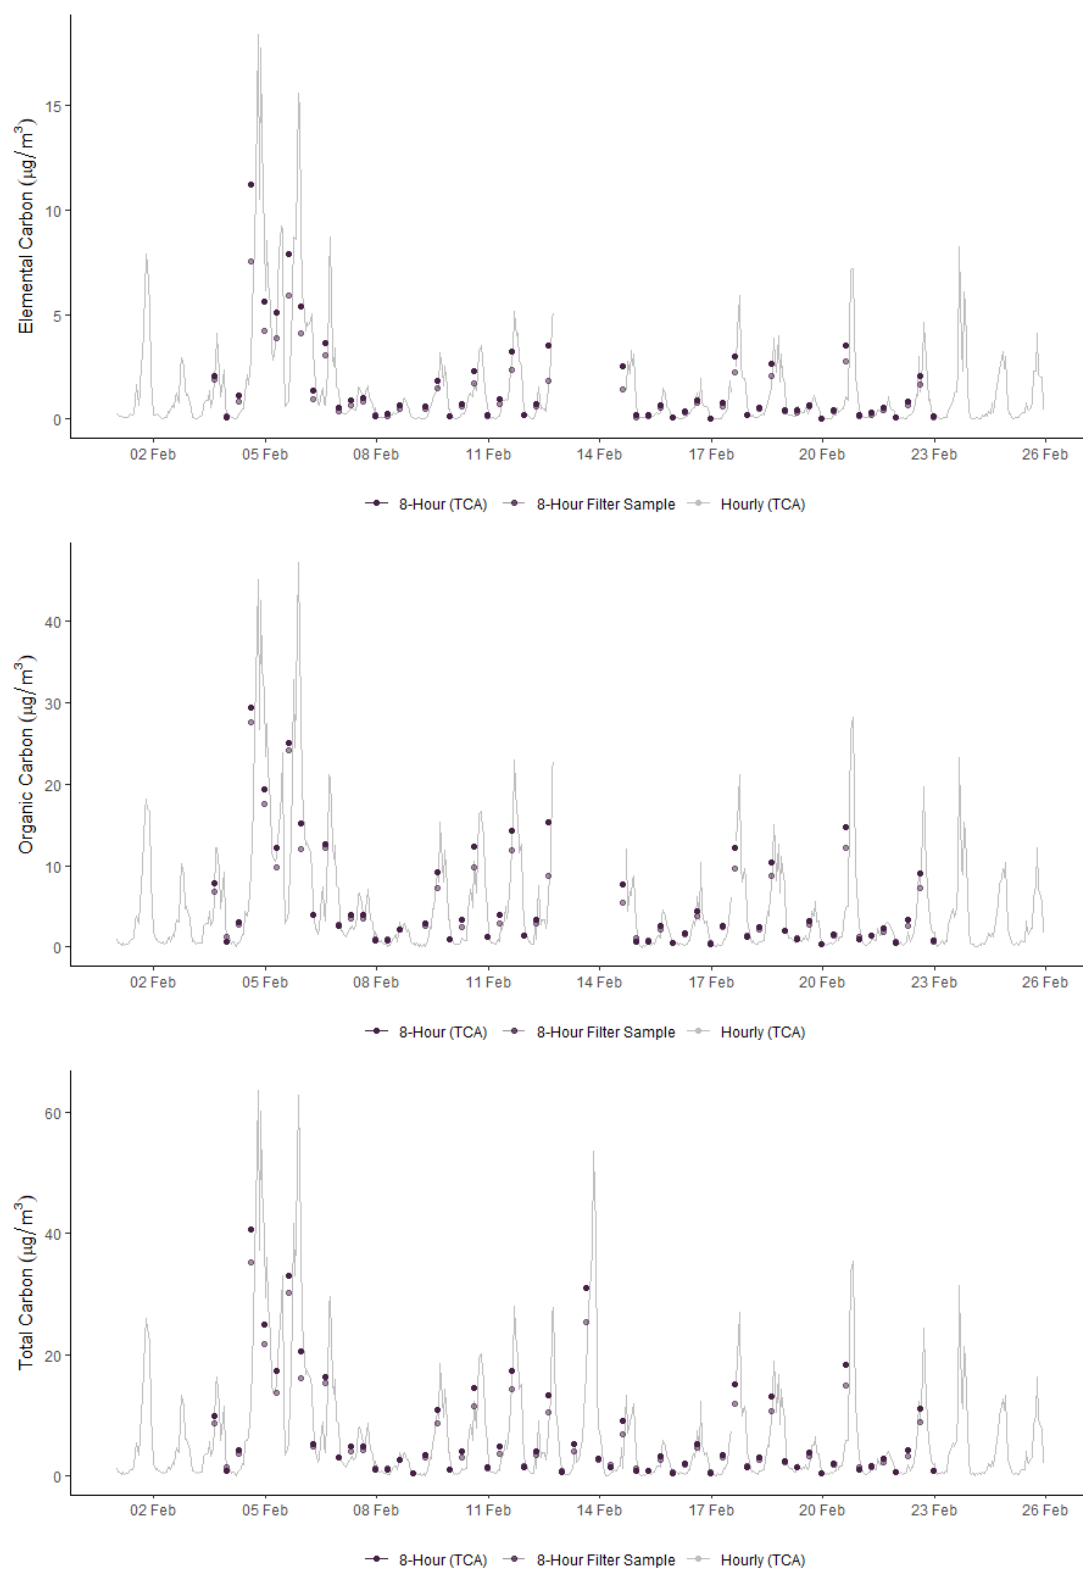 Elemental Carbon (μg/m³)
15
10
5
0
02 Feb 05 Feb 08 Feb 11 Feb 14 Feb 17 Feb 20 Feb 23 Feb 26 Feb
8-Hour (TCA) 8-Hour Filter Sample Hourly (TCA)
Organic Carbon (μg/m³)
40
30
20
10
0
02 Feb 05 Feb 08 Feb 11 Feb 14 Feb 17 Feb 20 Feb 23 Feb 26 Feb
8-Hour (TCA) 8-Hour Filter Sample Hourly (TCA)
Total Carbon (μg/m³)
60
40
20
0
02 Feb 05 Feb 08 Feb 11 Feb 14 Feb 17 Feb 20 Feb 23 Feb 26 Feb
8-Hour (TCA) 8-Hour Filter Sample Hourly (TCA)